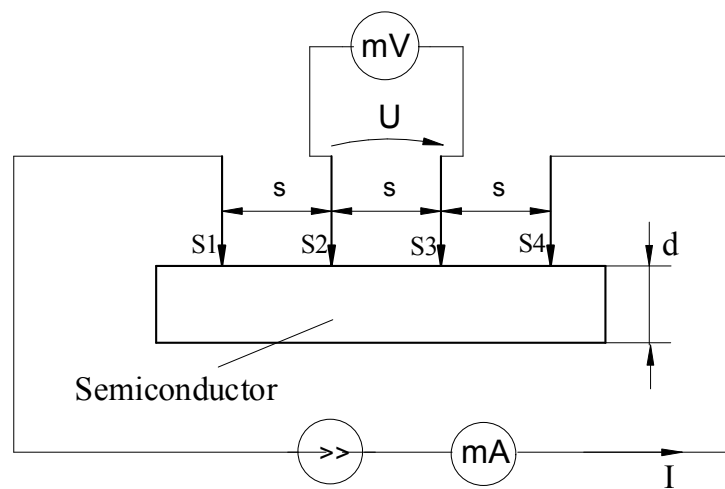 mV
U
s s s
S1 S2 S3 S4 d
Semiconductor
>> mA
I